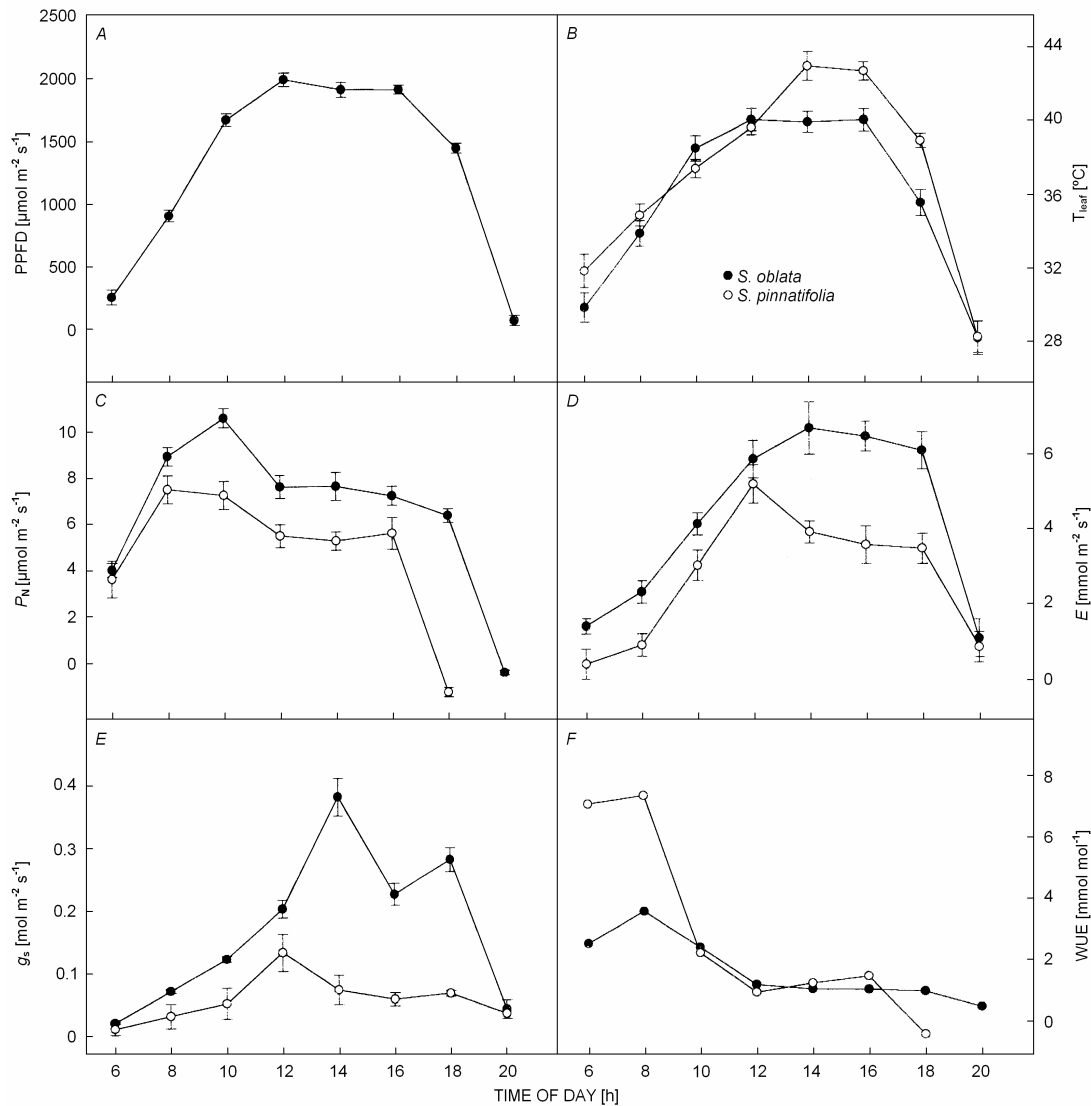 A
2500
2000
1500
1000
500
0
PPFD [µmol m⁻² s⁻¹]
B
44
40
36
32
28
T_leaf [ºC]
S. oblata
S. pinnatifolia
C
10
8
6
4
2
0
P_N [µmol m⁻² s⁻¹]
D
6
4
2
0
E [mmol m⁻² s⁻¹]
E
0.4
0.3
0.2
0.1
0
g_s [mol m⁻² s⁻¹]
F
8
6
4
2
0
WUE [mmol mol⁻¹]
6 8 10 12 14 16 18 20 6 8 10 12 14 16 18 20
TIME OF DAY [h]